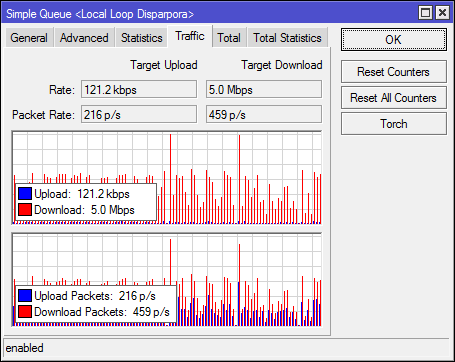 Simple Queue <Local Loop Disparpora>
General Advanced Statistics Traffic Total Total Statistics
Target Upload Target Download
Rate: 121.2 kbps 5.0 Mbps
Packet Rate: 216 p/s 459 p/s
Upload: 121.2 kbps
Download: 5.0 Mbps
Upload Packets: 216 p/s
Download Packets: 459 p/s
OK
Reset Counters
Reset All Counters
Torch
enabled